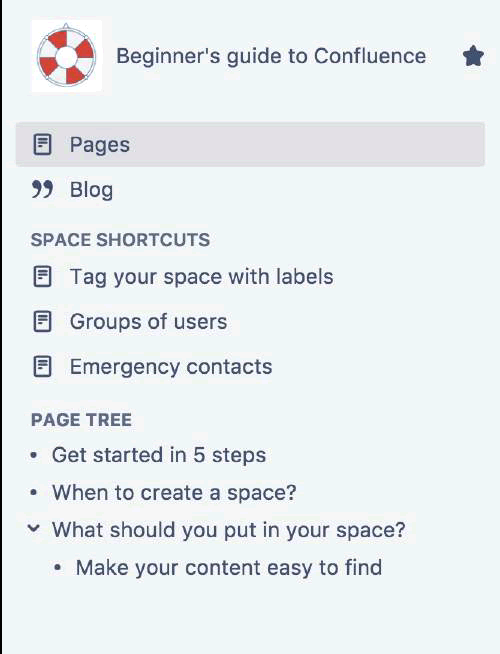 Beginner's guide to Confluence
Pages
Blog
SPACE SHORTCUTS
Tag your space with labels
Groups of users
Emergency contacts
PAGE TREE
• Get started in 5 steps
• When to create a space?
What should you put in your space?
• Make your content easy to find